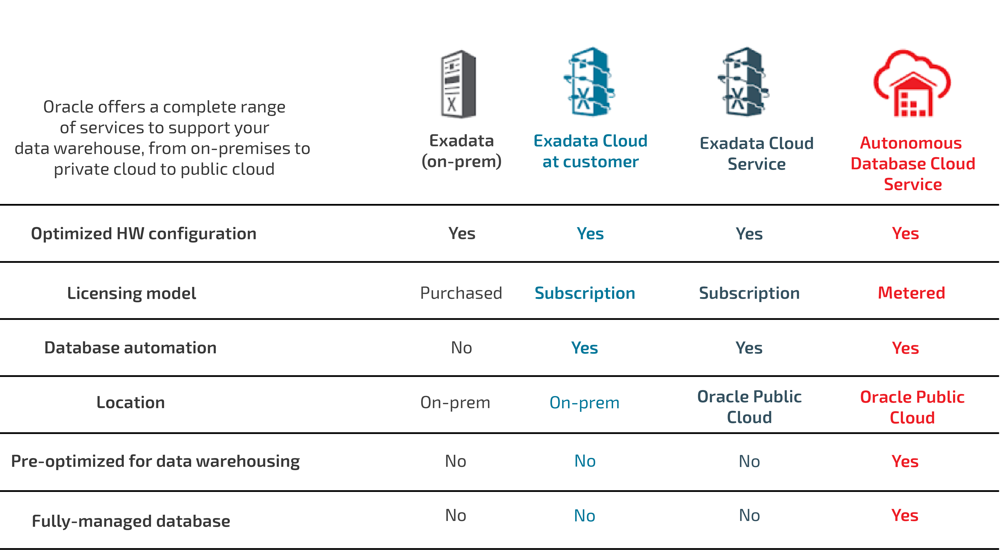 Oracle offers a complete range
of services to support your
data warehouse, from on-premises to
private cloud to public cloud
Exadata
(on-prem)
Exadata Cloud
at customer
Exadata Cloud
Service
Autonomous
Database Cloud
Service
Optimized HW configuration Yes Yes Yes Yes
Licensing model Purchased Subscription Subscription Metered
Database automation No Yes Yes Yes
Location On-prem On-prem Oracle Public
Cloud
Oracle Public
Cloud
Pre-optimized for data warehousing No No No Yes
Fully-managed database No No No Yes